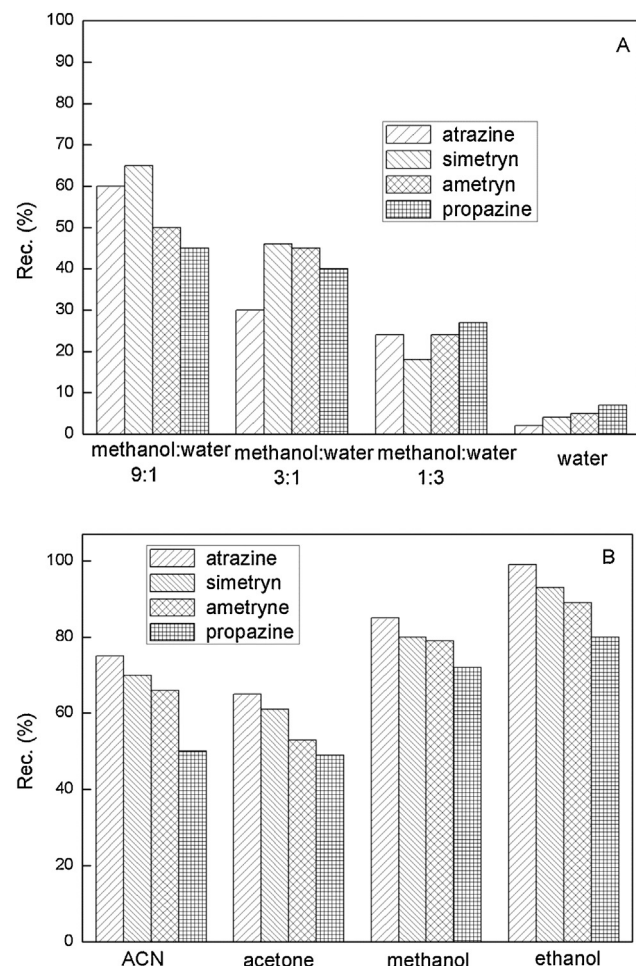 A
100
90
80
70
60
50
40
30
20
10
0
Rec. (%)
atrazine
simetryn
ametryn
propazine
methanol:water methanol:water methanol:water water
9:1 3:1 1:3
B
100
80
60
40
20
0
Rec. (%)
atrazine
simetryn
ametryne
propazine
ACN acetone methanol ethanol